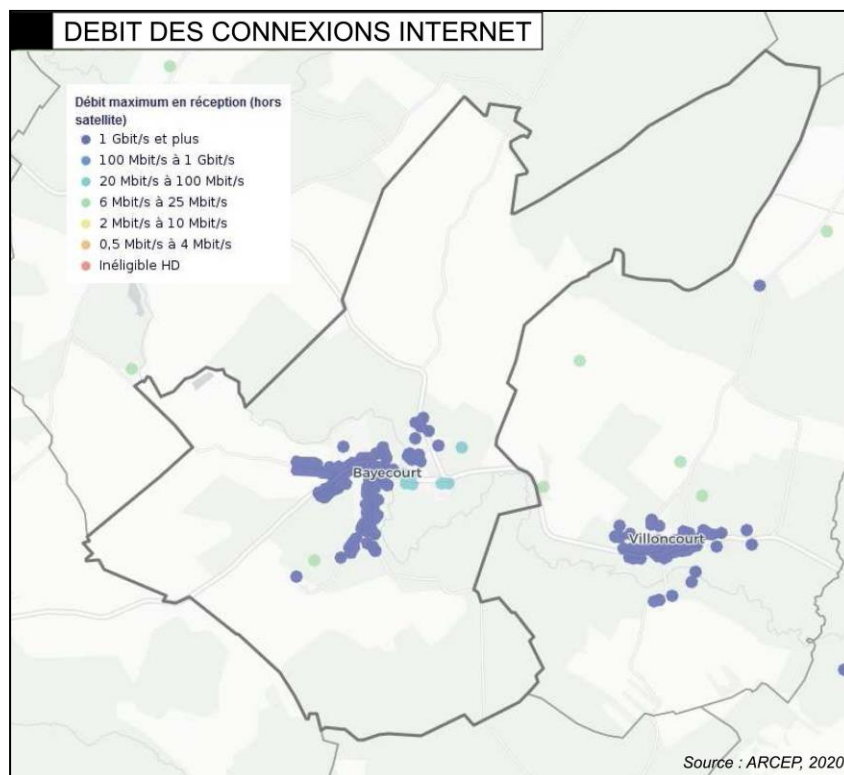 DEBIT DES CONNEXIONS INTERNET
Débit maximum en réception (hors
satellite)
1 Gbit/s et plus
100 Mbit/s à 1 Gbit/s
20 Mbit/s à 100 Mbit/s
6 Mbit/s à 25 Mbit/s
2 Mbit/s à 10 Mbit/s
0,5 Mbit/s à 4 Mbit/s
Inéligible HD
Bayecourt
Villoncourt
Source : ARCEP, 2020